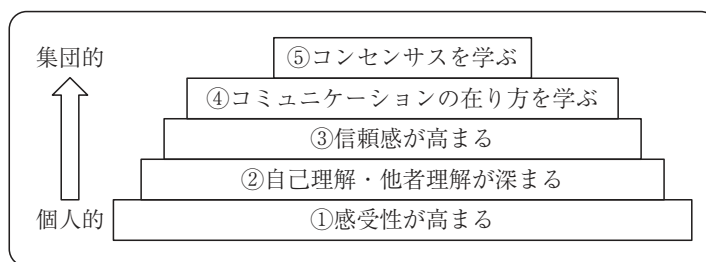 集団的
⑤コンセンサスを学ぶ
④コミュニケーションの在り方を学ぶ
③信頼感が高まる
②自己理解・他者理解が深まる
個人的
①感受性が高まる